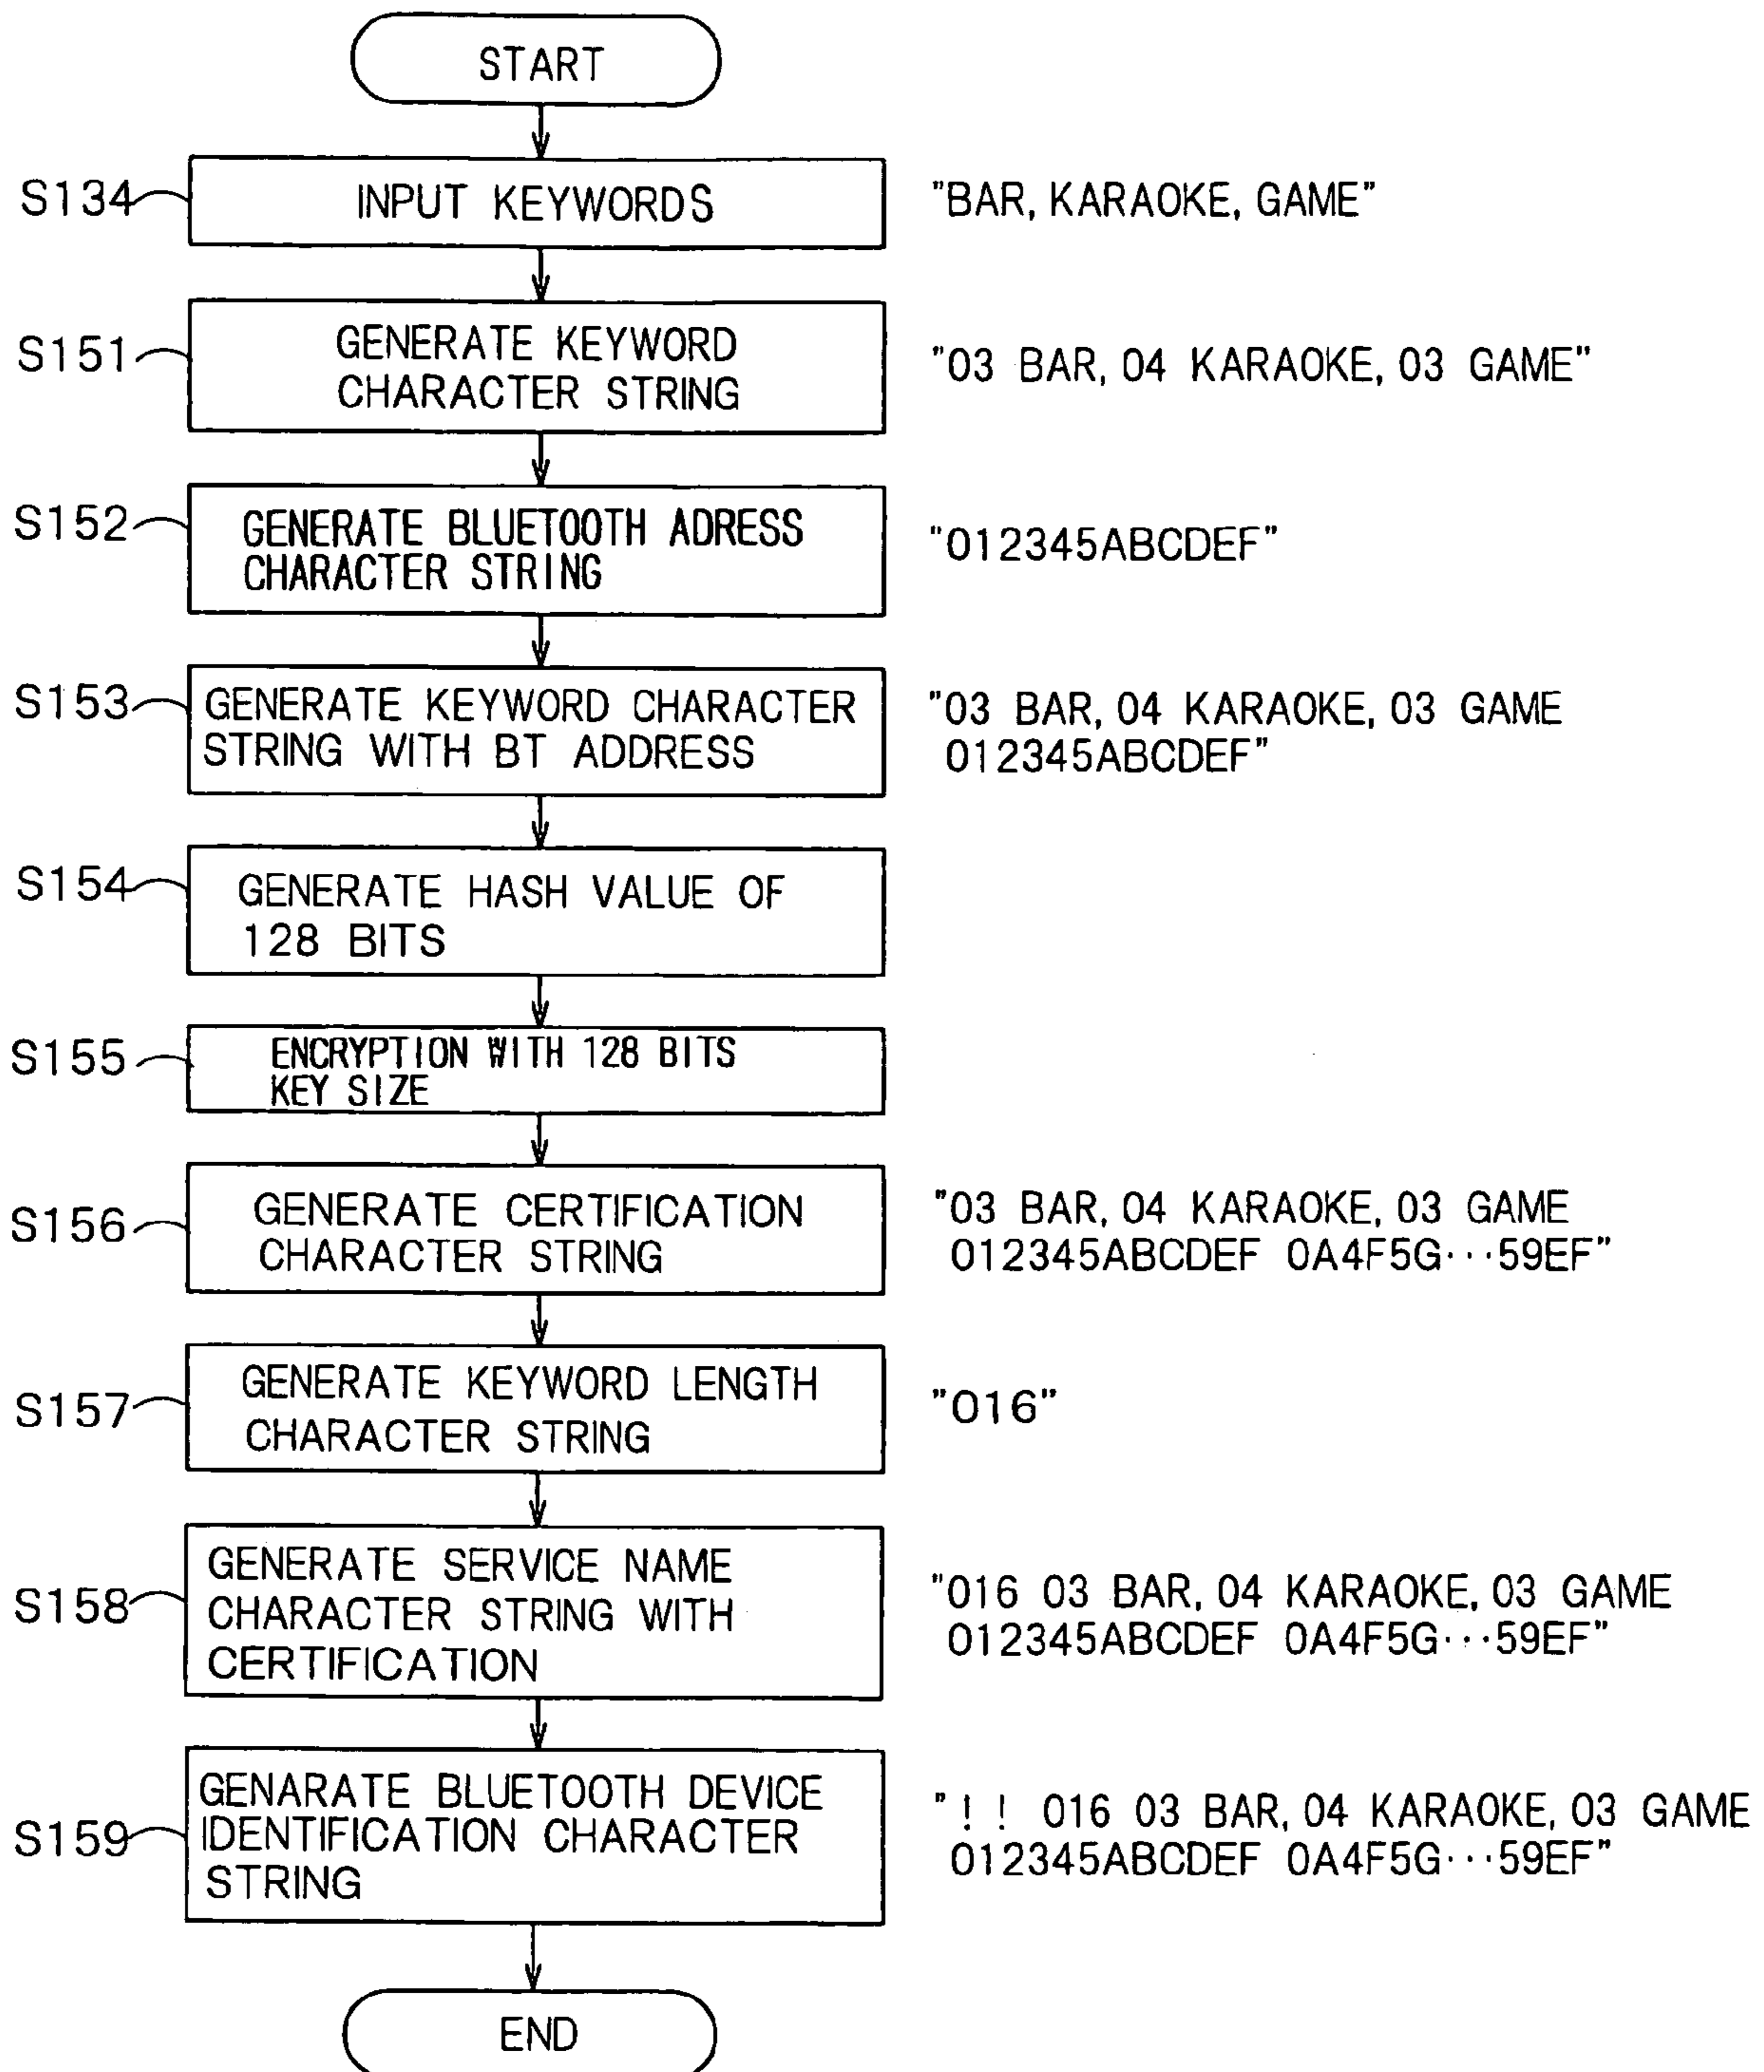 START
S134
INPUT KEYWORDS
"BAR, KARAOKE, GAME"
S151
GENERATE KEYWORD
CHARACTER STRING
"03 BAR, 04 KARAOKE, 03 GAME"
S152
GENERATE BLUETOOTH ADRESS
CHARACTER STRING
"012345ABCDEF"
S153
GENERATE KEYWORD CHARACTER
STRING WITH BT ADDRESS
"03 BAR, 04 KARAOKE, 03 GAME
012345ABCDEF"
S154
GENERATE HASH VALUE OF
128 BITS
S155
ENCRYPTION WITH 128 BITS
KEY SIZE
S156
GENERATE CERTIFICATION
CHARACTER STRING
"03 BAR, 04 KARAOKE, 03 GAME
012345ABCDEF 0A4F5G···59EF"
S157
GENERATE KEYWORD LENGTH
CHARACTER STRING
"016"
S158
GENERATE SERVICE NAME
CHARACTER STRING WITH
CERTIFICATION
"016 03 BAR, 04 KARAOKE, 03 GAME
012345ABCDEF 0A4F5G···59EF"
S159
GENARATE BLUETOOTH DEVICE
IDENTIFICATION CHARACTER
STRING
"!! 016 03 BAR, 04 KARAOKE, 03 GAME
012345ABCDEF 0A4F5G···59EF"
END